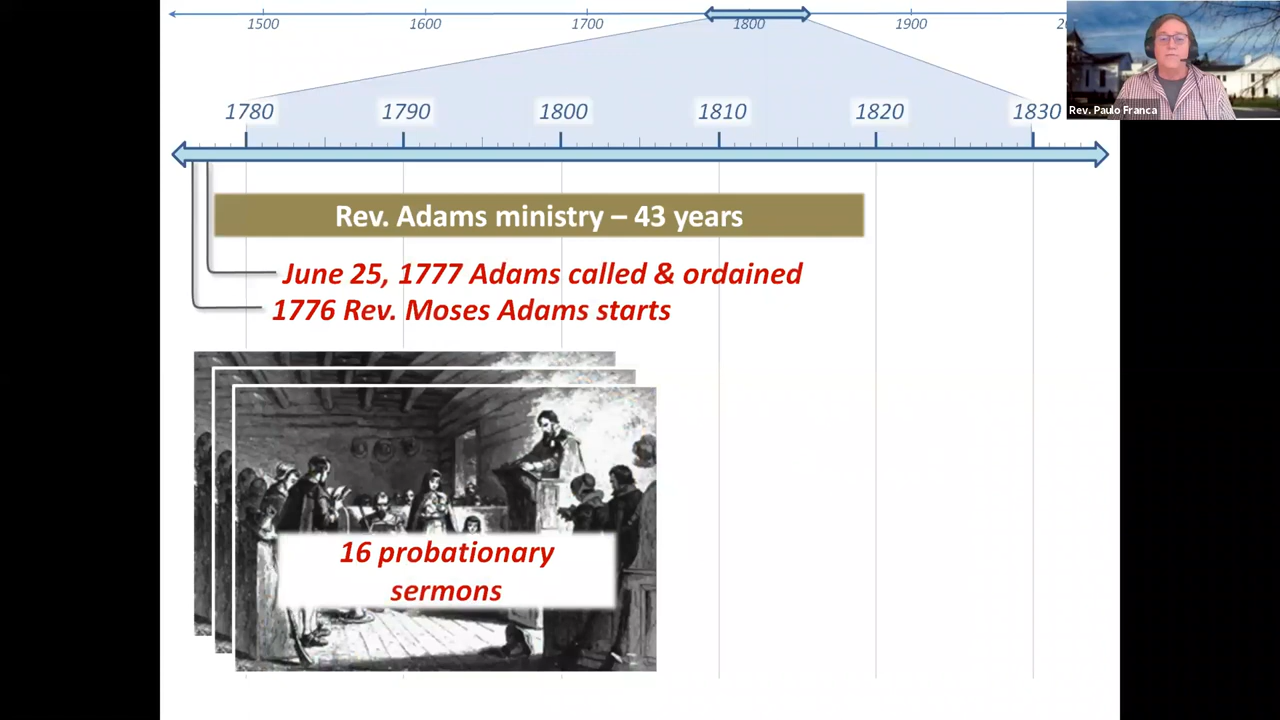 1500 1600 1700 1800 1900
Rev. Paulo Franca
1780 1790 1800 1810 1820 1830
Rev. Adams ministry – 43 years
June 25, 1777 Adams called & ordained
1776 Rev. Moses Adams starts
16 probationary
sermons